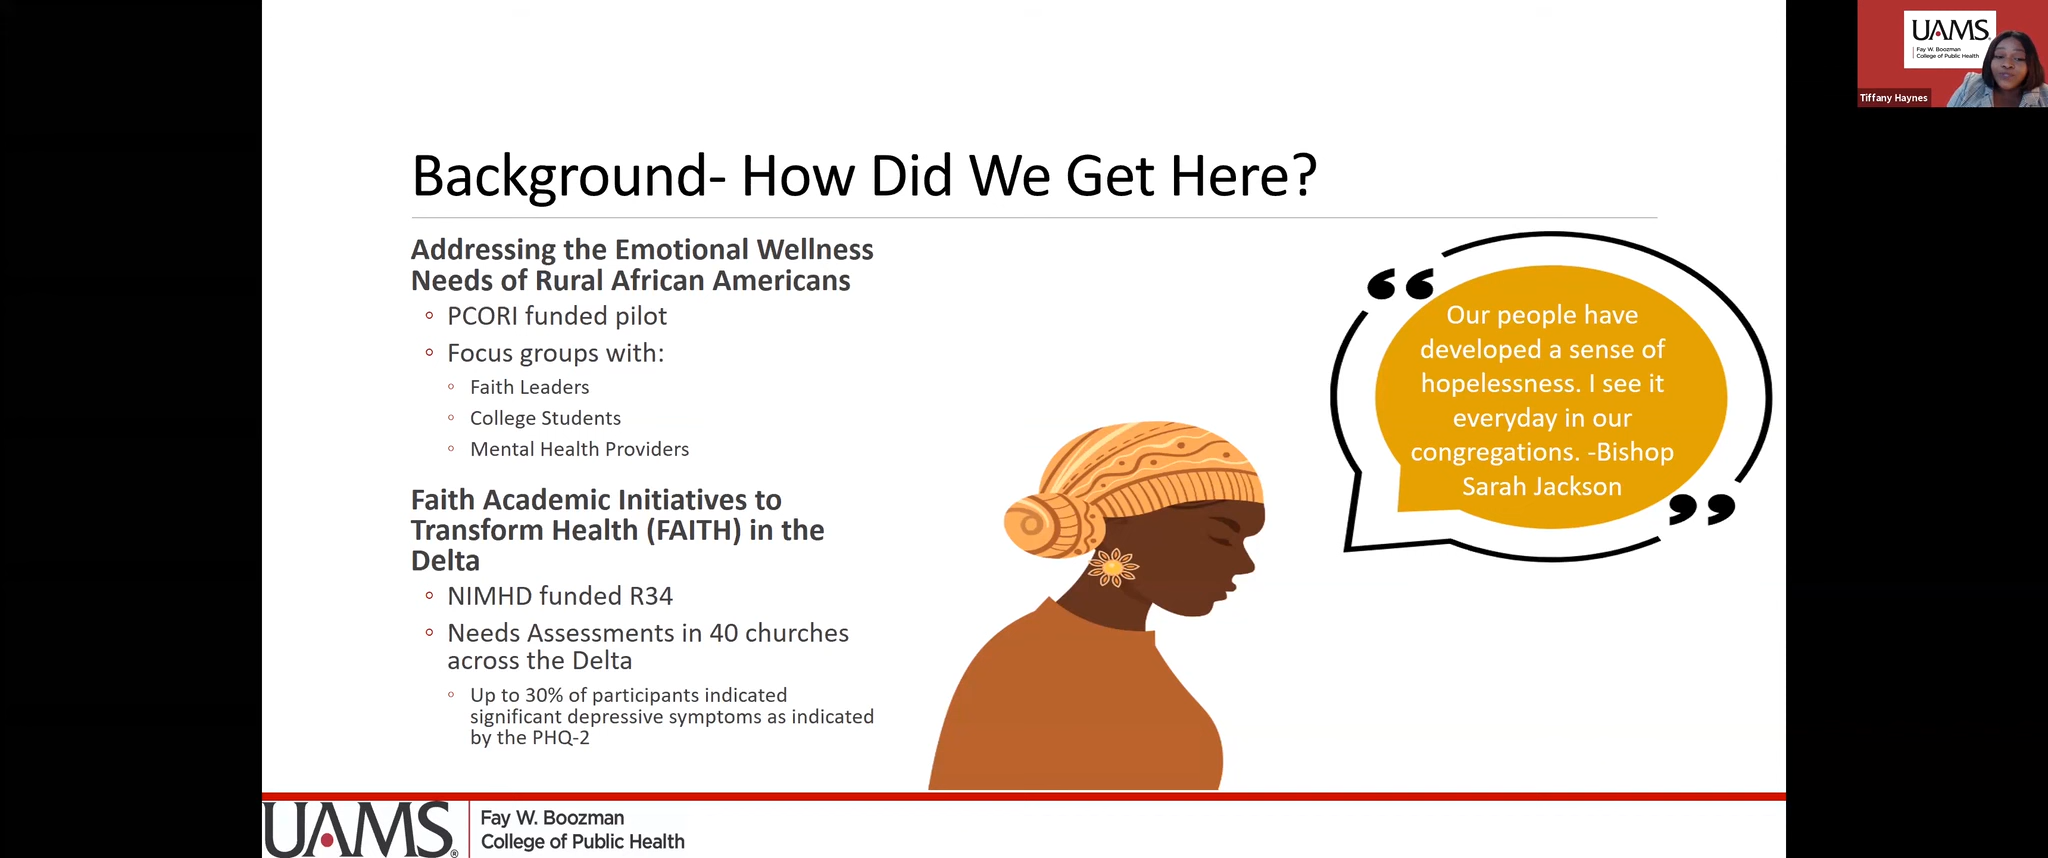 Background- How Did We Get Here?
Addressing the Emotional Wellness
Needs of Rural African Americans
PCORI funded pilot
Focus groups with:
Faith Leaders
College Students
Mental Health Providers
Faith Academic Initiatives to
Transform Health (FAITH) in the
Delta
NIMHD funded R34
Needs Assessments in 40 churches
across the Delta
Up to 30% of participants indicated
significant depressive symptoms as indicated
by the PHQ-2
“
Our people have
developed a sense of
hopelessness. I see it
everyday in our
congregations. -Bishop
Sarah Jackson
”
UAMS®
Fay W. Boozman
College of Public Health
UAMS
Fay W. Boozman
College of Public Health
Tiffany Haynes